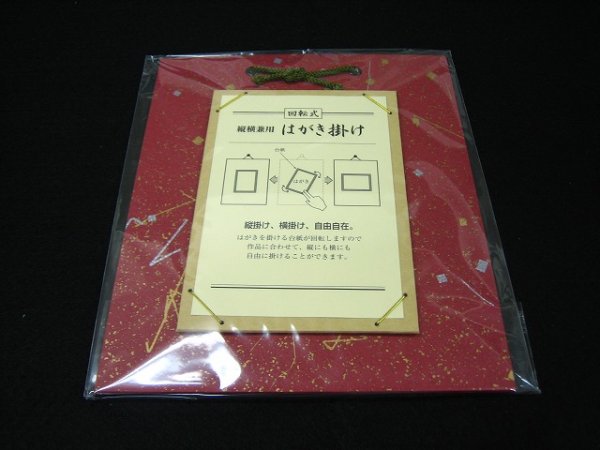 回転式
縦横兼用 はがき掛け
台紙
はがき
縦掛け、横掛け、自由自在。
はがきを掛ける台紙が回転しますので
作品に合わせて、縦にも横にも
自由に掛けることができます。